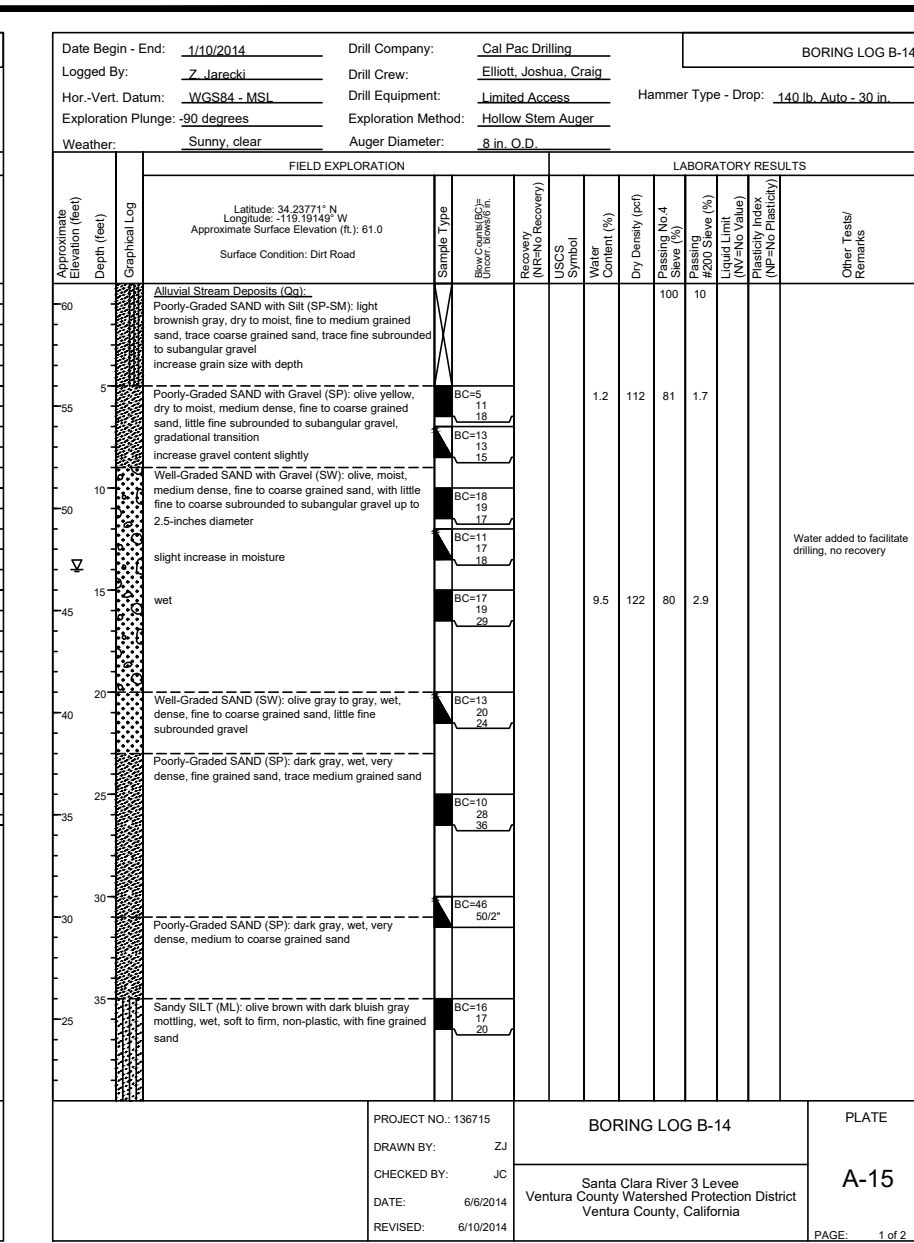 Date Begin - End: 1/10/2014 Drill Company: Cal Pac Drilling BORING LOG B-14
Logged By: Z. Jarecki Drill Crew: Elliott, Joshua, Craig
Hor.-Vert. Datum: WGS84 - MSL Drill Equipment: Limited Access Hammer Type - Drop: 140 lb. Auto - 30 in.
Exploration Plunge: -90 degrees Exploration Method: Hollow Stem Auger
Weather: Sunny, clear Auger Diameter: 8 in. O.D.
FIELD EXPLORATION LABORATORY RESULTS
Approximate
Elevation (feet)
Depth (feet)
Graphical Log
Latitude: 34.23771° N
Longitude: -119.19149° W
Approximate Surface Elevation (ft.): 61.0
Surface Condition: Dirt Road
Sample Type
Blow Counts(BC)=
Uncorr. blows/6 in.
Recovery
(NR=No Recovery)
USCS
Symbol
Water
Content (%)
Dry Density (pcf)
Passing No.4
Sieve (%)
Passing
#200 Sieve (%)
Liquid Limit
(NV=No Value)
Plasticity Index
(NP=No Plasticity)
Other Tests/
Remarks
Alluvial Stream Deposits (Qg): 100 10
60 Poorly-Graded SAND with Silt (SP-SM): light
brownish gray, dry to moist, fine to medium grained
sand, trace coarse grained sand, trace fine subrounded
to subangular gravel
increase grain size with depth
5 Poorly-Graded SAND with Gravel (SP): olive yellow, BC=5 1.2 112 81 1.7
55 dry to moist, medium dense, fine to coarse grained 11
sand, little fine subrounded to subangular gravel, 18
gradational transition BC=13
13
increase gravel content slightly 15
Well-Graded SAND with Gravel (SW): olive, moist,
10 medium dense, fine to coarse grained sand, with little BC=18
50 fine to coarse subrounded to subangular gravel up to 19
2.5-inches diameter 17
BC=11 Water added to facilitate
17 drilling, no recovery
slight increase in moisture 18
15 wet BC=17 9.5 122 80 2.9
45 19
29
20 Well-Graded SAND (SW): olive gray to gray, wet, BC=13
40 dense, fine to coarse grained sand, little fine 20
subrounded gravel 24
Poorly-Graded SAND (SP): dark gray, wet, very
dense, fine grained sand, trace medium grained sand
25 BC=10
35 28
36
30 BC=46
30 50/2"
Poorly-Graded SAND (SP): dark gray, wet, very
dense, medium to coarse grained sand
35 Sandy SILT (ML): olive brown with dark bluish gray BC=16
25 mottling, wet, soft to firm, non-plastic, with fine grained 17
sand 20
PROJECT NO.: 136715
DRAWN BY: ZJ
CHECKED BY: JC
DATE: 6/6/2014
REVISED: 6/10/2014
BORING LOG B-14
Santa Clara River 3 Levee
Ventura County Watershed Protection District
Ventura County, California
PLATE
A-15
PAGE: 1 of 2